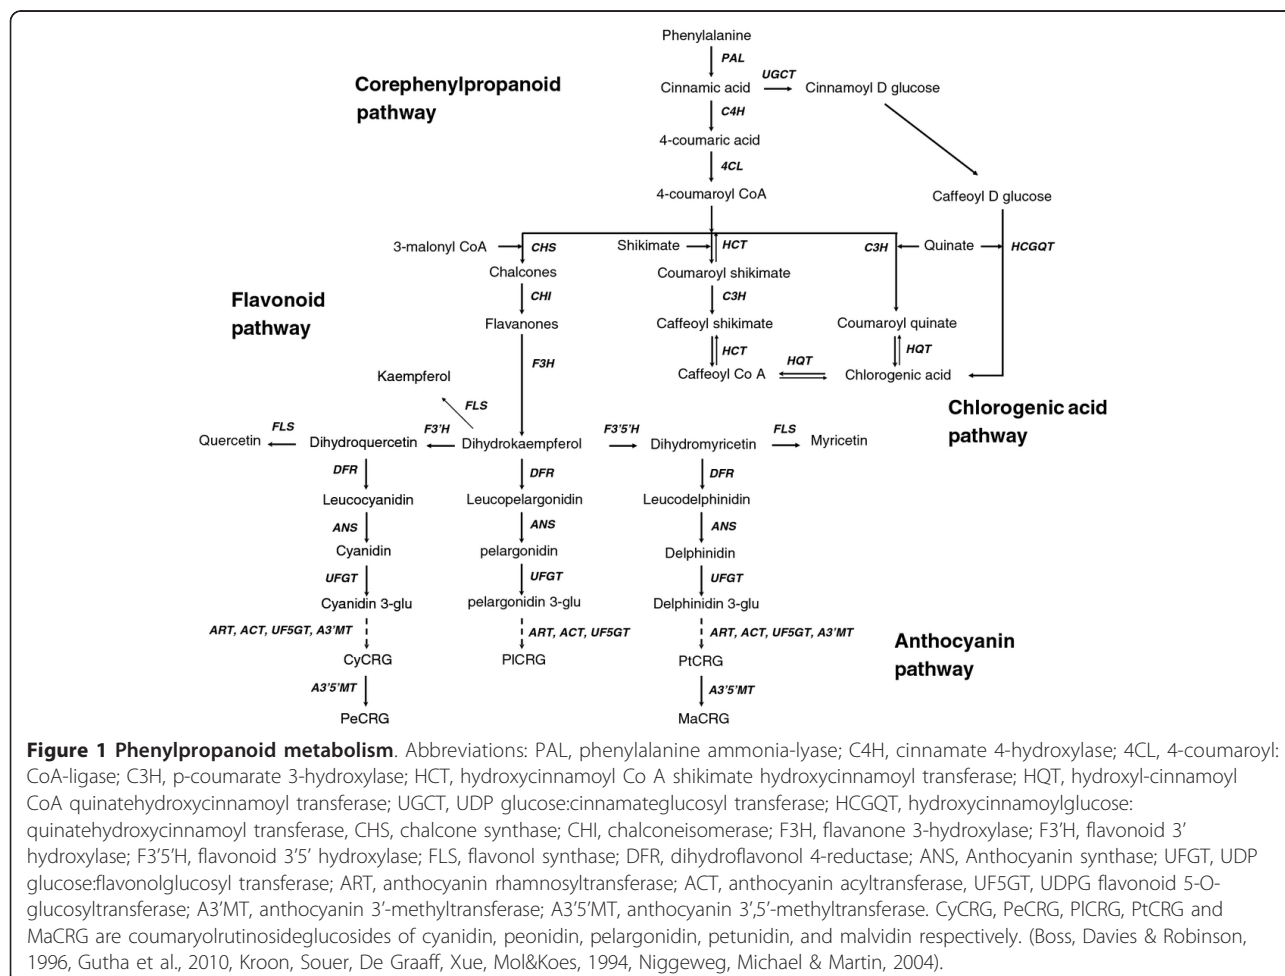 Phenylalanine
PAL
UGCT
Corephenylpropanoid
pathway
Cinnamic acid
Cinnamoyl D glucose
C4H
4-coumaric acid
4CL
4-coumaroyl CoA
Caffeoyl D glucose
3-malonyl CoA
CHS
Shikimate
HCT
C3H
Quinate
HCGQT
Chalcones
Coumaroyl shikimate
CHI
C3H
Flavonoid
pathway
Flavanones
Caffeoyl shikimate
Coumaroyl quinate
F3H
HCT
HQT
HQT
Kaempferol
Caffeoyl Co A
Chlorogenic acid
FLS
Chlorogenic acid
pathway
FLS
F3'H
F3'5'H
FLS
Quercetin
Dihydroquercetin
Dihydrokaempferol
Dihydromyricetin
Myricetin
DFR
DFR
DFR
Leucocyanidin
Leucopelargonidin
Leucodelphinidin
ANS
ANS
ANS
Cyanidin
pelargonidin
Delphinidin
UFGT
UFGT
UFGT
Cyanidin 3-glu
pelargonidin 3-glu
Delphinidin 3-glu
ART, ACT, UF5GT, A3'MT
ART, ACT, UF5GT
ART, ACT, UF5GT, A3'MT
Anthocyanin
pathway
CyCRG
PlCRG
PtCRG
A3'5'MT
A3'5'MT
PeCRG
MaCRG
Figure 1 Phenylpropanoid metabolism. Abbreviations: PAL, phenylalanine ammonia-lyase; C4H, cinnamate 4-hydroxylase; 4CL, 4-coumaroyl:
CoA-ligase; C3H, p-coumarate 3-hydroxylase; HCT, hydroxycinnamoyl Co A shikimate hydroxycinnamoyl transferase; HQT, hydroxyl-cinnamoyl
CoA quinatehydroxycinnamoyl transferase; UGCT, UDP glucose:cinnamateglucosyl transferase; HCGQT, hydroxycinnamoylglucose:
quinatehydroxycinnamoyl transferase, CHS, chalcone synthase; CHI, chalconeisomerase; F3H, flavanone 3-hydroxylase; F3'H, flavonoid 3'
hydroxylase; F3'5'H, flavonoid 3'5' hydroxylase; FLS, flavonol synthase; DFR, dihydroflavonol 4-reductase; ANS, Anthocyanin synthase; UFGT, UDP
glucose:flavonolglucosyl transferase; ART, anthocyanin rhamnosyltransferase; ACT, anthocyanin acyltransferase, UF5GT, UDPG flavonoid 5-O-
glucosyltransferase; A3'MT, anthocyanin 3'-methyltransferase; A3'5'MT, anthocyanin 3',5'-methyltransferase. CyCRG, PeCRG, PlCRG, PtCRG and
MaCRG are coumaryolrutinosideglucosides of cyanidin, peonidin, pelargonidin, petunidin, and malvidin respectively. (Boss, Davies & Robinson,
1996, Gutha et al., 2010, Kroon, Souer, De Graaff, Xue, Mol&Koes, 1994, Niggeweg, Michael & Martin, 2004).